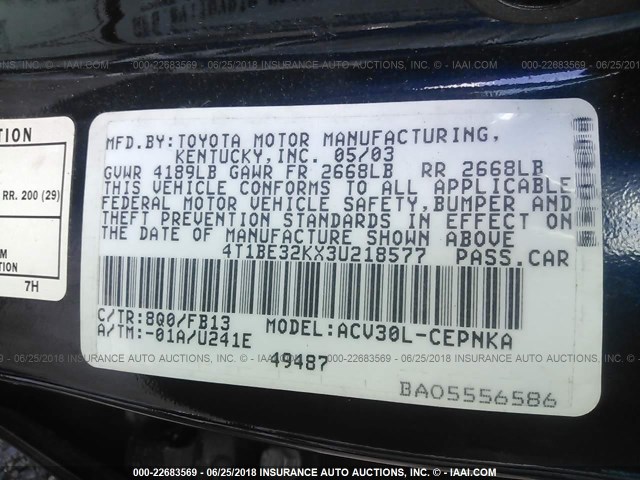 000-22683569 - 06/25/2018 INSURANCE AUTO AUCTIONS, INC. - IAAI.COM
MFD.BY:TOYOTA MOTOR MANUFACTURING,
KENTUCKY,INC. 05/03
GVWR 4189LB GAWR FR 2668LB RR 2668LB
THIS VEHICLE CONFORMS TO ALL APPLICABLE
FEDERAL MOTOR VEHICLE SAFETY,BUMPER AND
THEFT PREVENTION STANDARDS IN EFFECT ON
THE DATE OF MANUFACTURE SHOWN ABOVE
4T1BE32KX3U218577 PASS.CAR
C/TR:8Q0/FB13
A/TM:-01A/U241E
MODEL:ACV30L-CEPNKA
49487
BA05556586
RR. 200 (29)
7H
000-22683569 - 06/25/2018 INSURANCE AUTO AUCTIONS, INC. - IAAI.COM